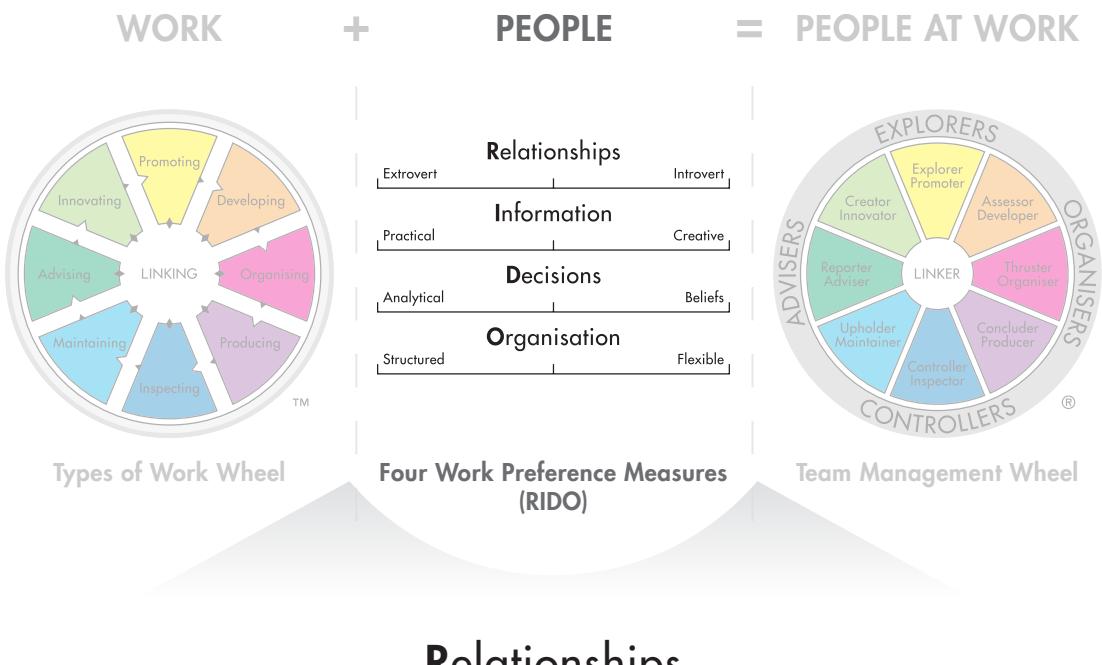 WORK + PEOPLE = PEOPLE AT WORK
Promoting
Innovating
Developing
Advising
LINKING
Organising
Maintaining
Producing
Inspecting
TM
Types of Work Wheel
Relationships
Extrovert Introvert
Information
Practical Creative
Decisions
Analytical Beliefs
Organisation
Structured Flexible
Four Work Preference Measures
(RIDO)
EXPLORERS
ADVISERS
ORGANISERS
CONTROLLERS
Explorer
Promoter
Creator
Innovator
Assessor
Developer
Reporter
Adviser
LINKER
Thruster
Organiser
Upholder
Maintainer
Concluder
Producer
Controller
Inspector
®
Team Management Wheel
Relationships